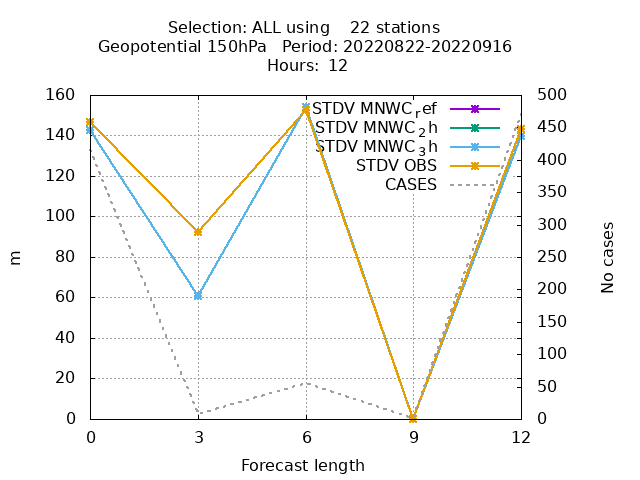 Selection: ALL using    22 stations
Geopotential 150hPa   Period: 20220822-20220916
Hours:  12
160
140
120
100
80
60
40
20
0
500
450
400
350
300
250
200
150
100
50
0
STDV MNWC_ref
STDV MNWC_2h
STDV MNWC_3h
STDV OBS
CASES
m
No cases
0 3 6 9 12
Forecast length